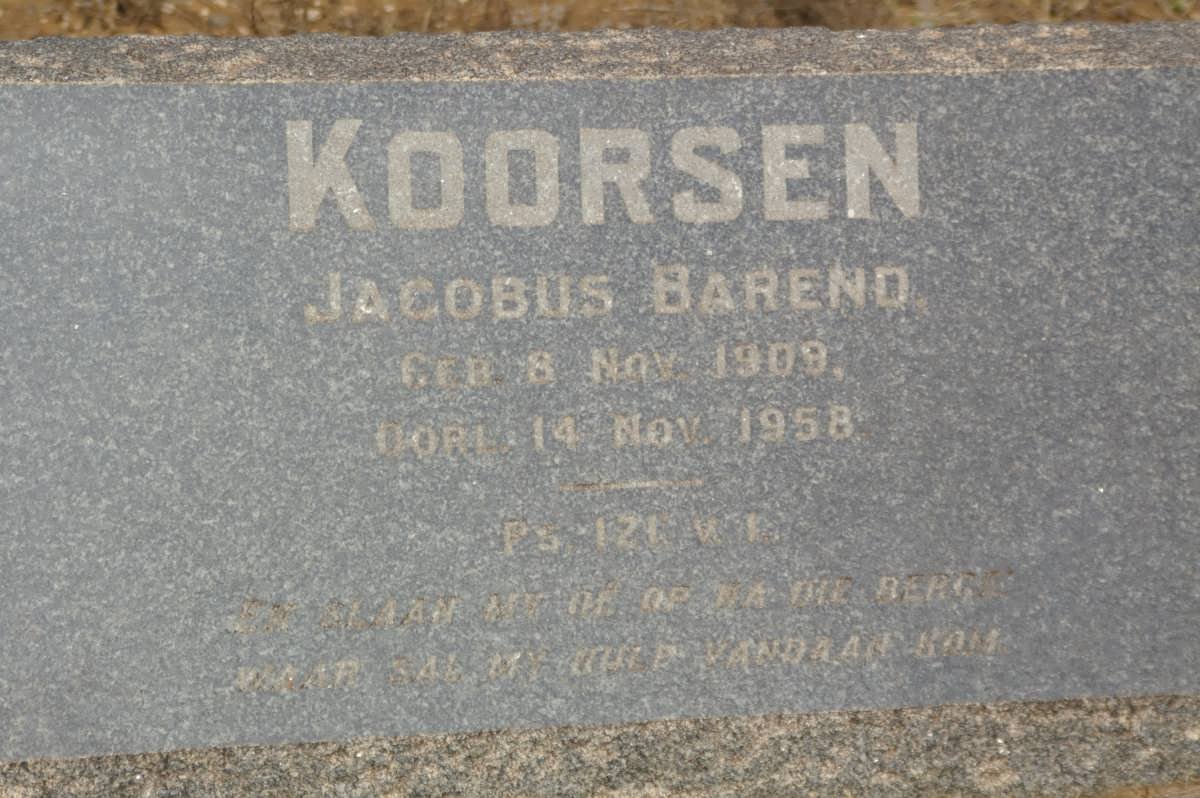 KOORSEN
JACOBUS BAREND.
GEB. 8 NOV. 1909.
OORL. 14 NOV. 1958.
PS. 121. V. 1.
EK SLAAN MY OË OP NA DIE BERGE:
WAAR SAL MY HULP VANDAAN KOM.